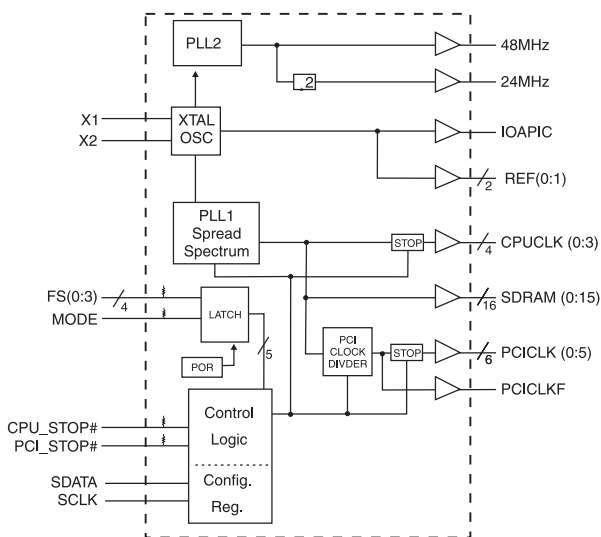 PLL2
48MHz
24MHz
2
X1
X2
XTAL
OSC
IOAPIC
REF(0:1)
2
PLL1
Spread
Spectrum
STOP
CPUCLK (0:3)
4
FS(0:3)
4
MODE
LATCH
SDRAM (0:15)
16
POR
5
PCI
CLOCK
DIVDER
STOP
PCICLK (0:5)
6
PCICLKF
CPU_STOP#
PCI_STOP#
Control
Logic
SDATA
SCLK
Config.
Reg.